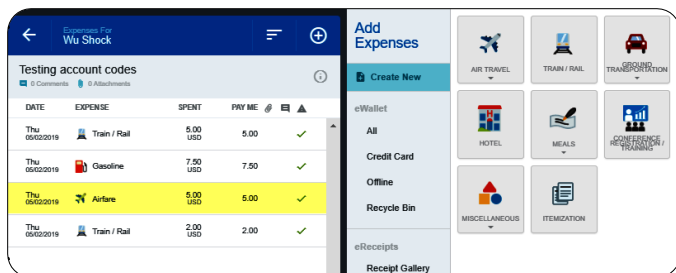 Expenses For
Wu Shock
Testing account codes
0 Comments 0 Attachments
DATE EXPENSE SPENT PAY ME
Thu
05/02/2019 Train / Rail 5.00
USD 5.00
Thu
05/02/2019 Gasoline 7.50
USD 7.50
Thu
05/02/2019 Airfare 5.00
USD 5.00
Thu
05/02/2019 Train / Rail 2.00
USD 2.00
Add
Expenses
Create New
eWallet
All
Credit Card
Offline
Recycle Bin
eReceipts
Receipt Gallery
AIR TRAVEL
TRAIN / RAIL
GROUND
TRANSPORTATION
HOTEL
MEALS
CONFERENCE
REGISTRATION /
TRAINING
MISCELLANEOUS
ITEMIZATION